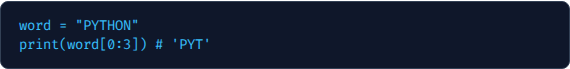 word = "PYTHON"
print(word[0:3]) # 'PYT'